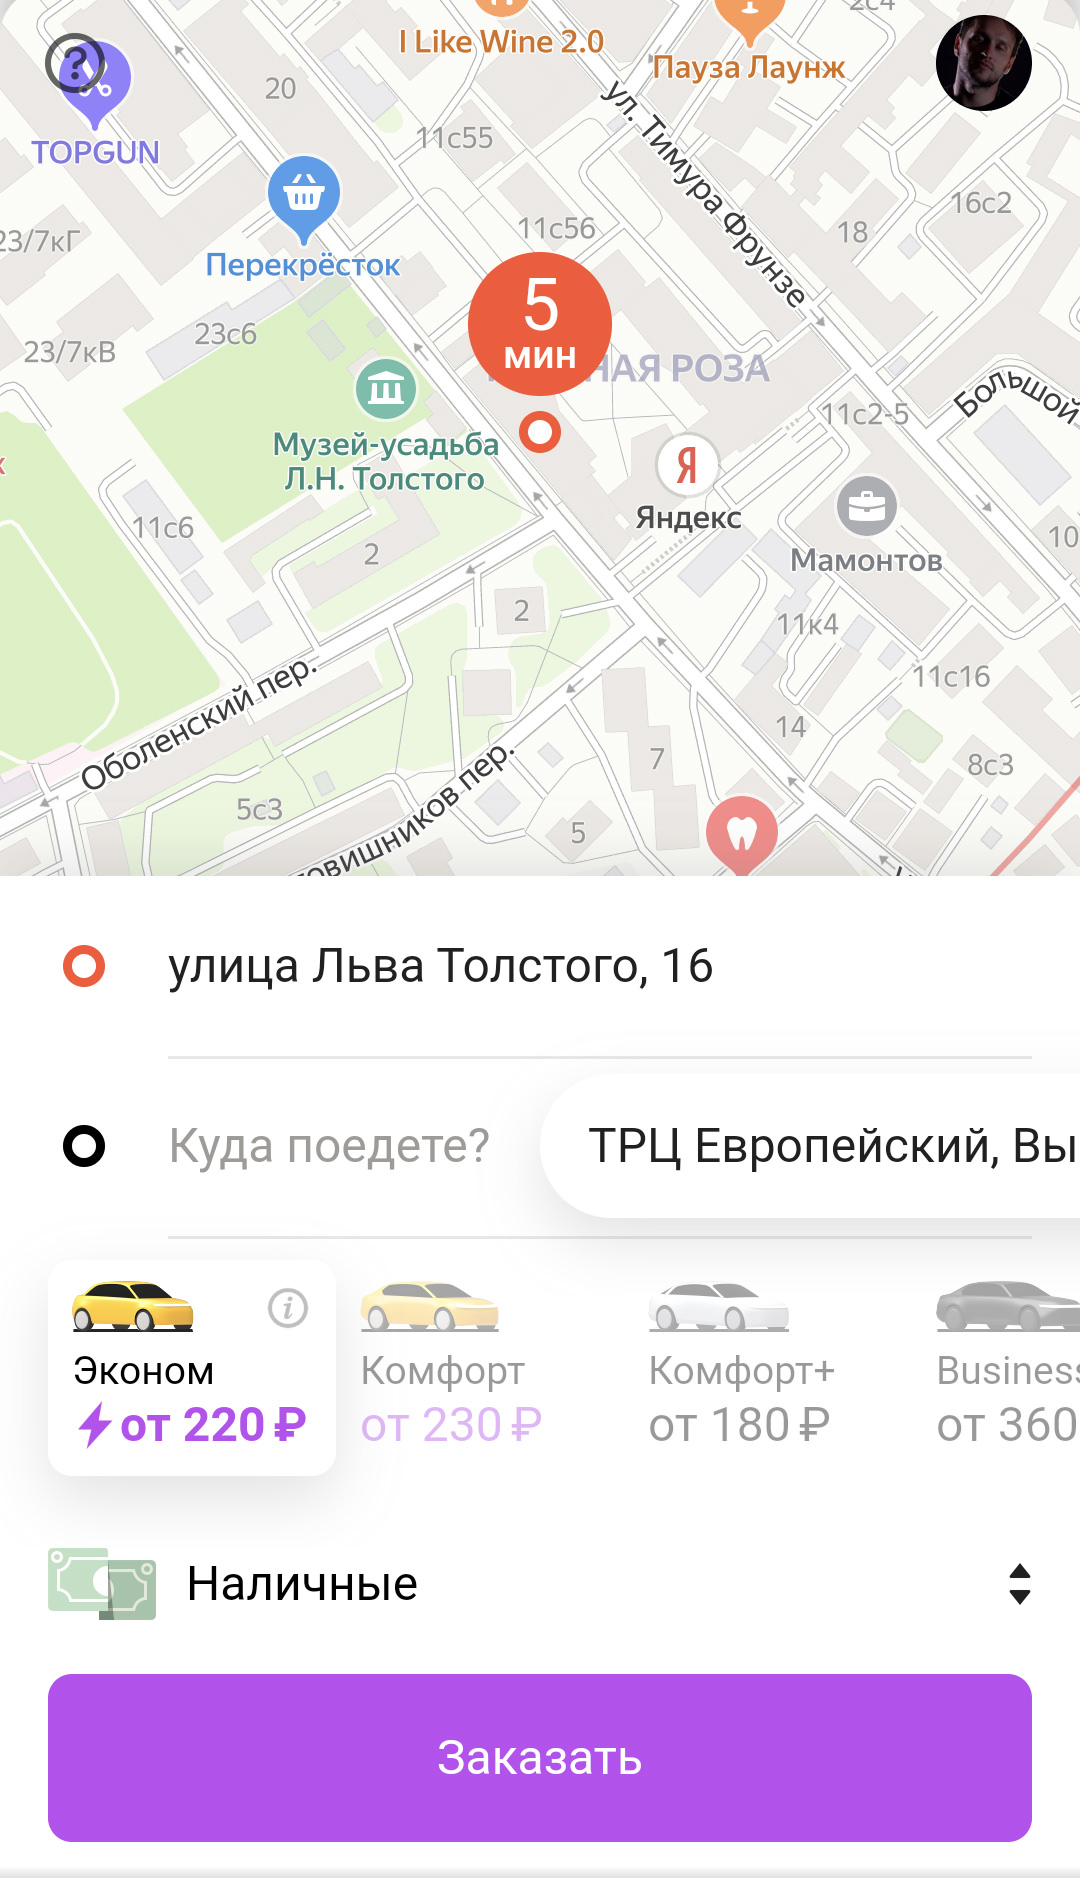 2с4
I Like Wine 2.0
Пауза Лаунж
?
20
ул. Тимура Фрунзе
TOPGUN
11с55
16с2
23/7кГ
11с56
18
Перекрёсток
5
мин
23с6
23/7кВ
НАЯ РОЗА
Большой
11с2-5
Музей-усадьба
Л.Н. Толстого
Я
Яндекс
11с6
2
Мамонтов
10
2
11к4
Оболенский пер.
11с16
14
7
8с3
5с3
5
товишников пер.
улица Льва Толстого, 16
Куда поедете?
ТРЦ Европейский, Вы
i
Эконом
Комфорт
Комфорт+
Business
от 220 ₽
от 230 ₽
от 180 ₽
от 360
Наличные
Заказать